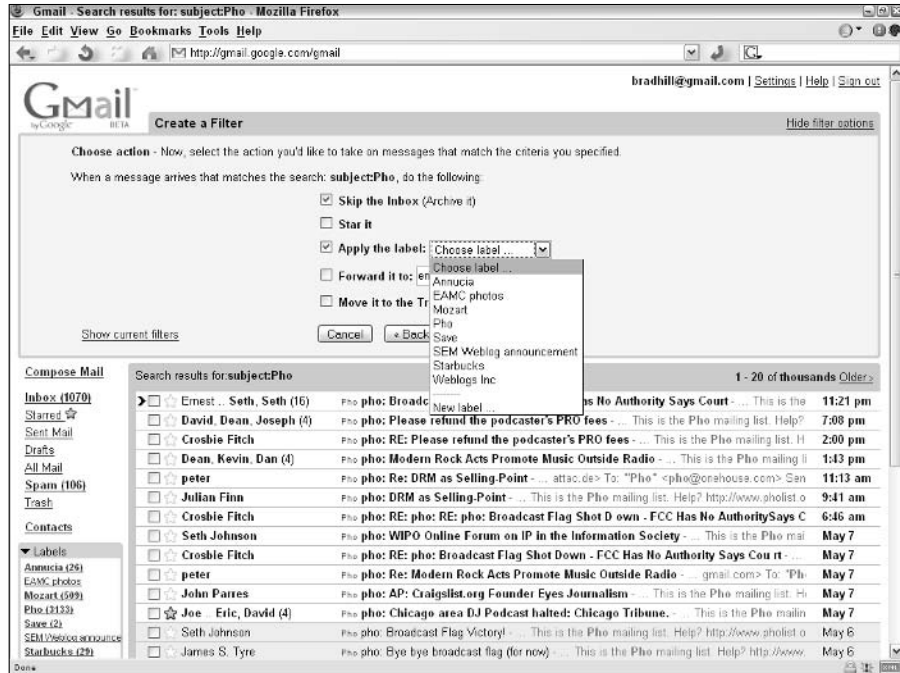 Gmail - Search results for: subject:Pho - Mozilla Firefox
File Edit View Go Bookmarks Tools Help
http://gmail.google.com/gmail
G
bradhill@gmail.com | Settings | Help | Sign out
Gmail
by Google BETA
Create a Filter
Hide filter options
Choose action - Now, select the action you'd like to take on messages that match the criteria you specified.
When a message arrives that matches the search: subject:Pho, do the following:
Skip the Inbox (Archive it)
Star it
Apply the label: Choose label ...
Choose label ...
Annucia
EAMC photos
Mozart
Pho
Save
SEM Weblog announcement
Starbucks
Weblogs Inc
--------
New label ...
Forward it to: em
Move it to the Tr
Show current filters
Cancel
« Back
Compose Mail
Inbox (1070)
Starred
Sent Mail
Drafts
All Mail
Spam (106)
Trash
Contacts
Labels
Annucia (26)
EAMC photos
Mozart (509)
Pho (3133)
Save (2)
SEM Weblog announce
Starbucks (29)
Search results for:subject:Pho
1 - 20 of thousands Older >
Ernest .. Seth, Seth (16) Pho pho: Broadc s No Authority Says Court - ... This is the 11:21 pm
David, Dean, Joseph (4) Pho pho: Please refund the podcaster's PRO fees - ... This is the Pho mailing list. Help? 7:08 pm
Crosbie Fitch Pho pho: RE: Please refund the podcaster's PRO fees - ... This is the Pho mailing list. H 2:00 pm
Dean, Kevin, Dan (4) Pho pho: Modern Rock Acts Promote Music Outside Radio - ... This is the Pho mailing li 1:43 pm
peter Pho pho: Re: DRM as Selling-Point - ... attac.de> To: "Pho" <pho@onehouse.com> Sen 11:13 am
Julian Finn Pho pho: DRM as Selling-Point - ... This is the Pho mailing list. Help? http://www.pholist.o 9:41 am
Crosbie Fitch Pho pho: RE: pho: RE: pho: Broadcast Flag Shot D own - FCC Has No AuthoritySays C 6:46 am
Seth Johnson Pho pho: WIPO Online Forum on IP in the Information Society - ... This is the Pho mai May 7
Crosbie Fitch Pho pho: RE: pho: Broadcast Flag Shot Down - FCC Has No Authority Says Cou rt - ... May 7
peter Pho pho: Re: Modern Rock Acts Promote Music Outside Radio - ... gmail.com> To: "Ph May 7
John Parres Pho pho: AP: Craigslist.org Founder Eyes Journalism - ... This is the Pho mailing list. H May 7
Joe .. Eric, David (4) Pho pho: Chicago area DJ Podcast halted: Chicago Tribune. - ... This is the Pho mailin May 7
Seth Johnson Pho pho: Broadcast Flag Victory! - ... This is the Pho mailing list. Help? http://www.pholist.o May 6
James S. Tyre Pho pho: Bye bye broadcast flag (for now) - ... This is the Pho mailing list. Help? http://www. May 6
Done